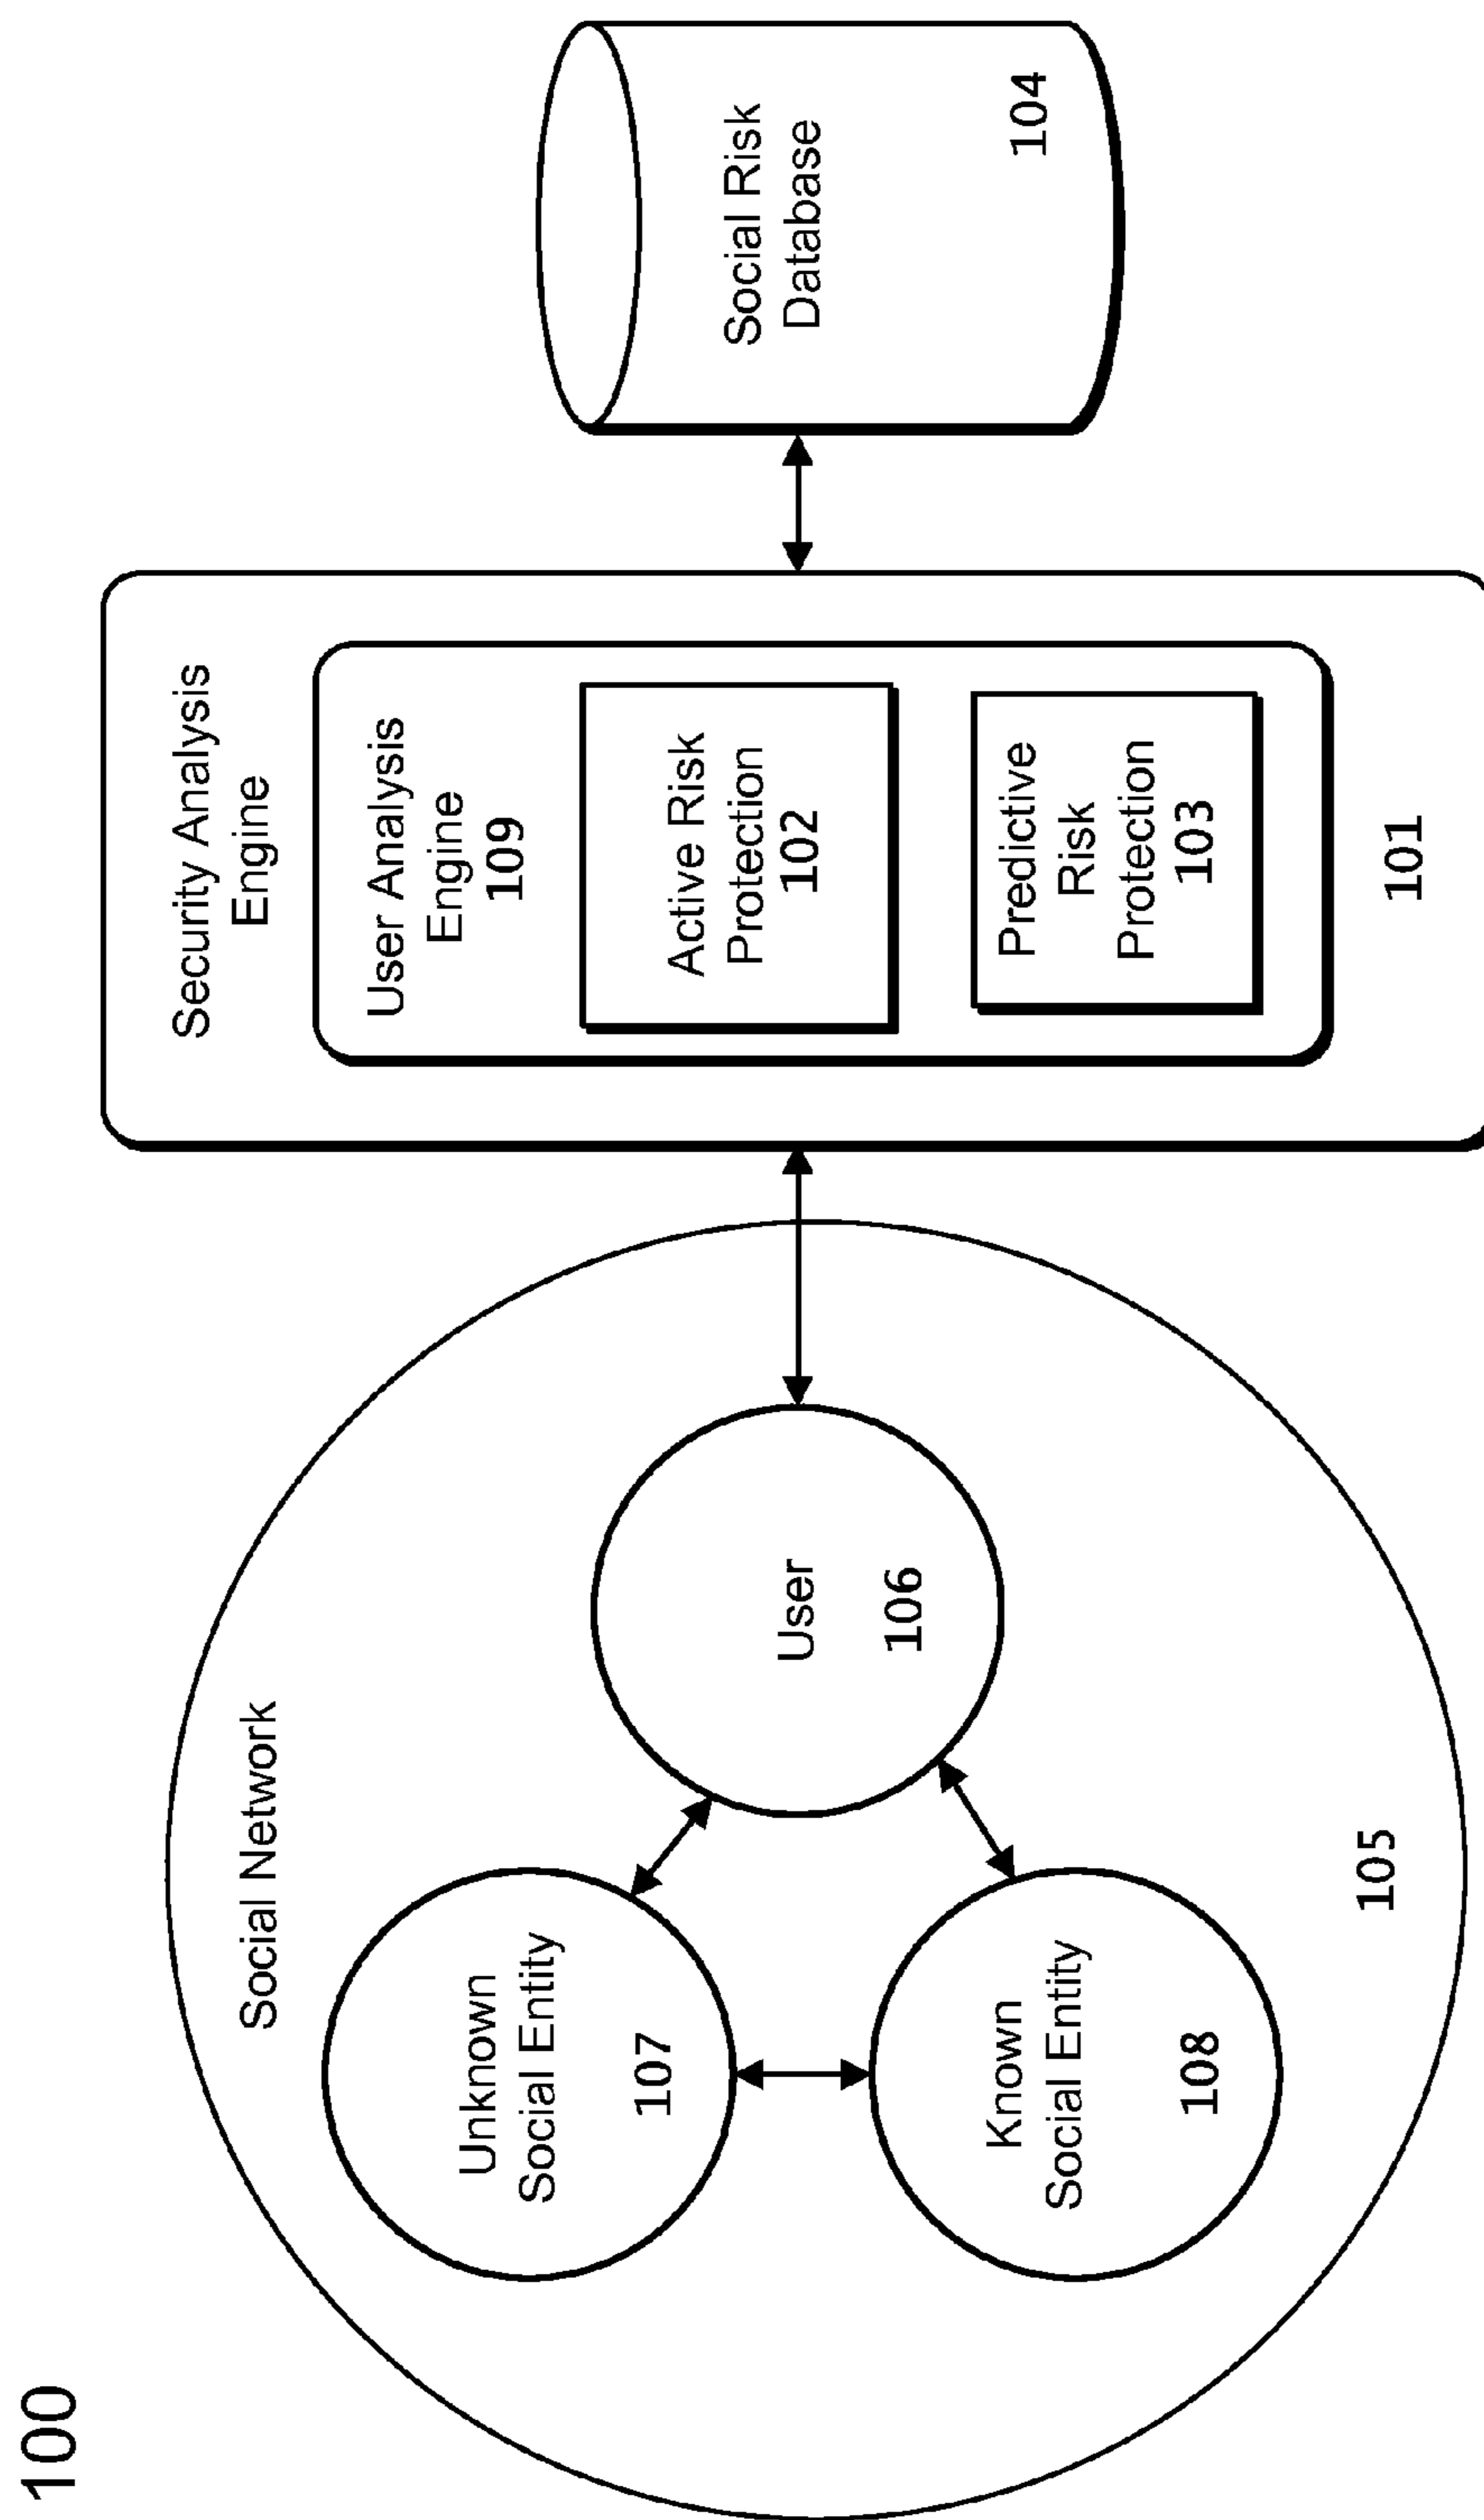 100
Social Network
Unknown
Social Entity
107
Known
Social Entity
108
User
106
105
Security Analysis
Engine
User Analysis
Engine
109
Active Risk
Protection
102
Predictive
Risk
Protection
103
101
Social Risk
Database
104